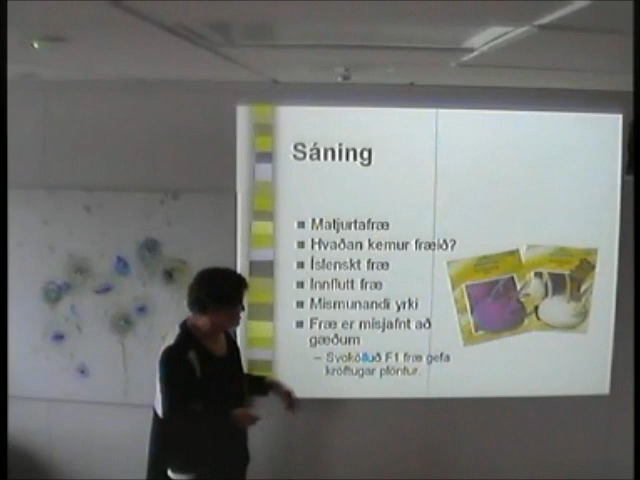 Sáning
Matjurtafræ
Hvaðan kemur fræið?
Íslenskt fræ
Innflutt fræ
Mismunandi yrki
Fræ er misjafnt að
gæðum
– Svokölluð F1 fræ gefa
kröftugar plöntur.